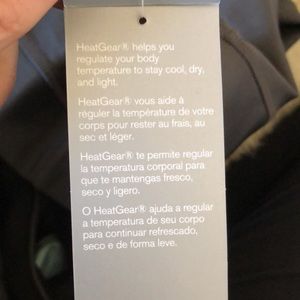 HeatGear® helps you
regulate your body
temperature to stay cool, dry,
and light.
HeatGear® vous aide à
réguler la température de votre
corps pour rester au frais, au
sec et léger.
HeatGear® te permite regular
la temperatura corporal para
que te mantengas fresco,
seco y ligero.
O HeatGear® ajuda a regular
a temperatura de seu corpo
para continuar refrescado,
seco e de forma leve.